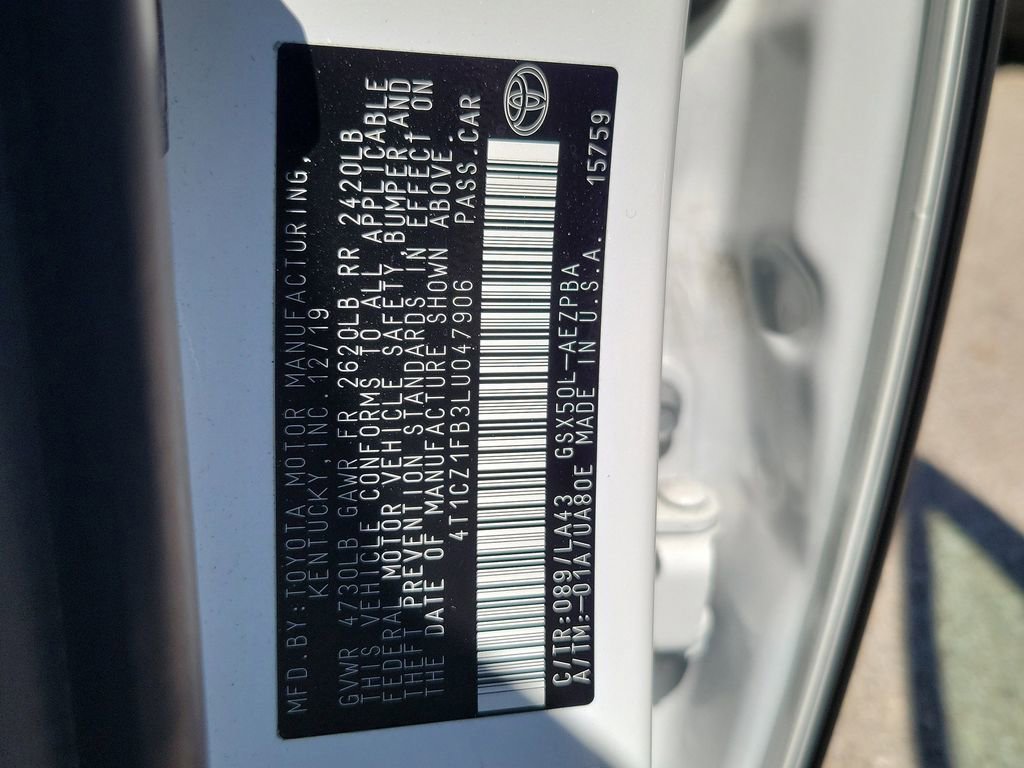 MFD.BY:TOYOTA MOTOR MANUFACTURING,
KENTUCKY, INC. 12/19
GVWR 4730LB GAWR FR 2620LB RR 2420LB
THIS VEHICLE CONFORMS TO ALL APPLICABLE
FEDERAL MOTOR VEHICLE SAFETY, BUMPER, AND
THEFT PREVENTION STANDARDS IN EFFECT ON
THE DATE OF MANUFACTURE SHOWN ABOVE.
4T1CZ1FB3LU047906 PASS.CAR
C/TR:089/LA43 GSX50L-AEZPBA
A/TM:-01A/UA80E MADE IN U.S.A. 15759